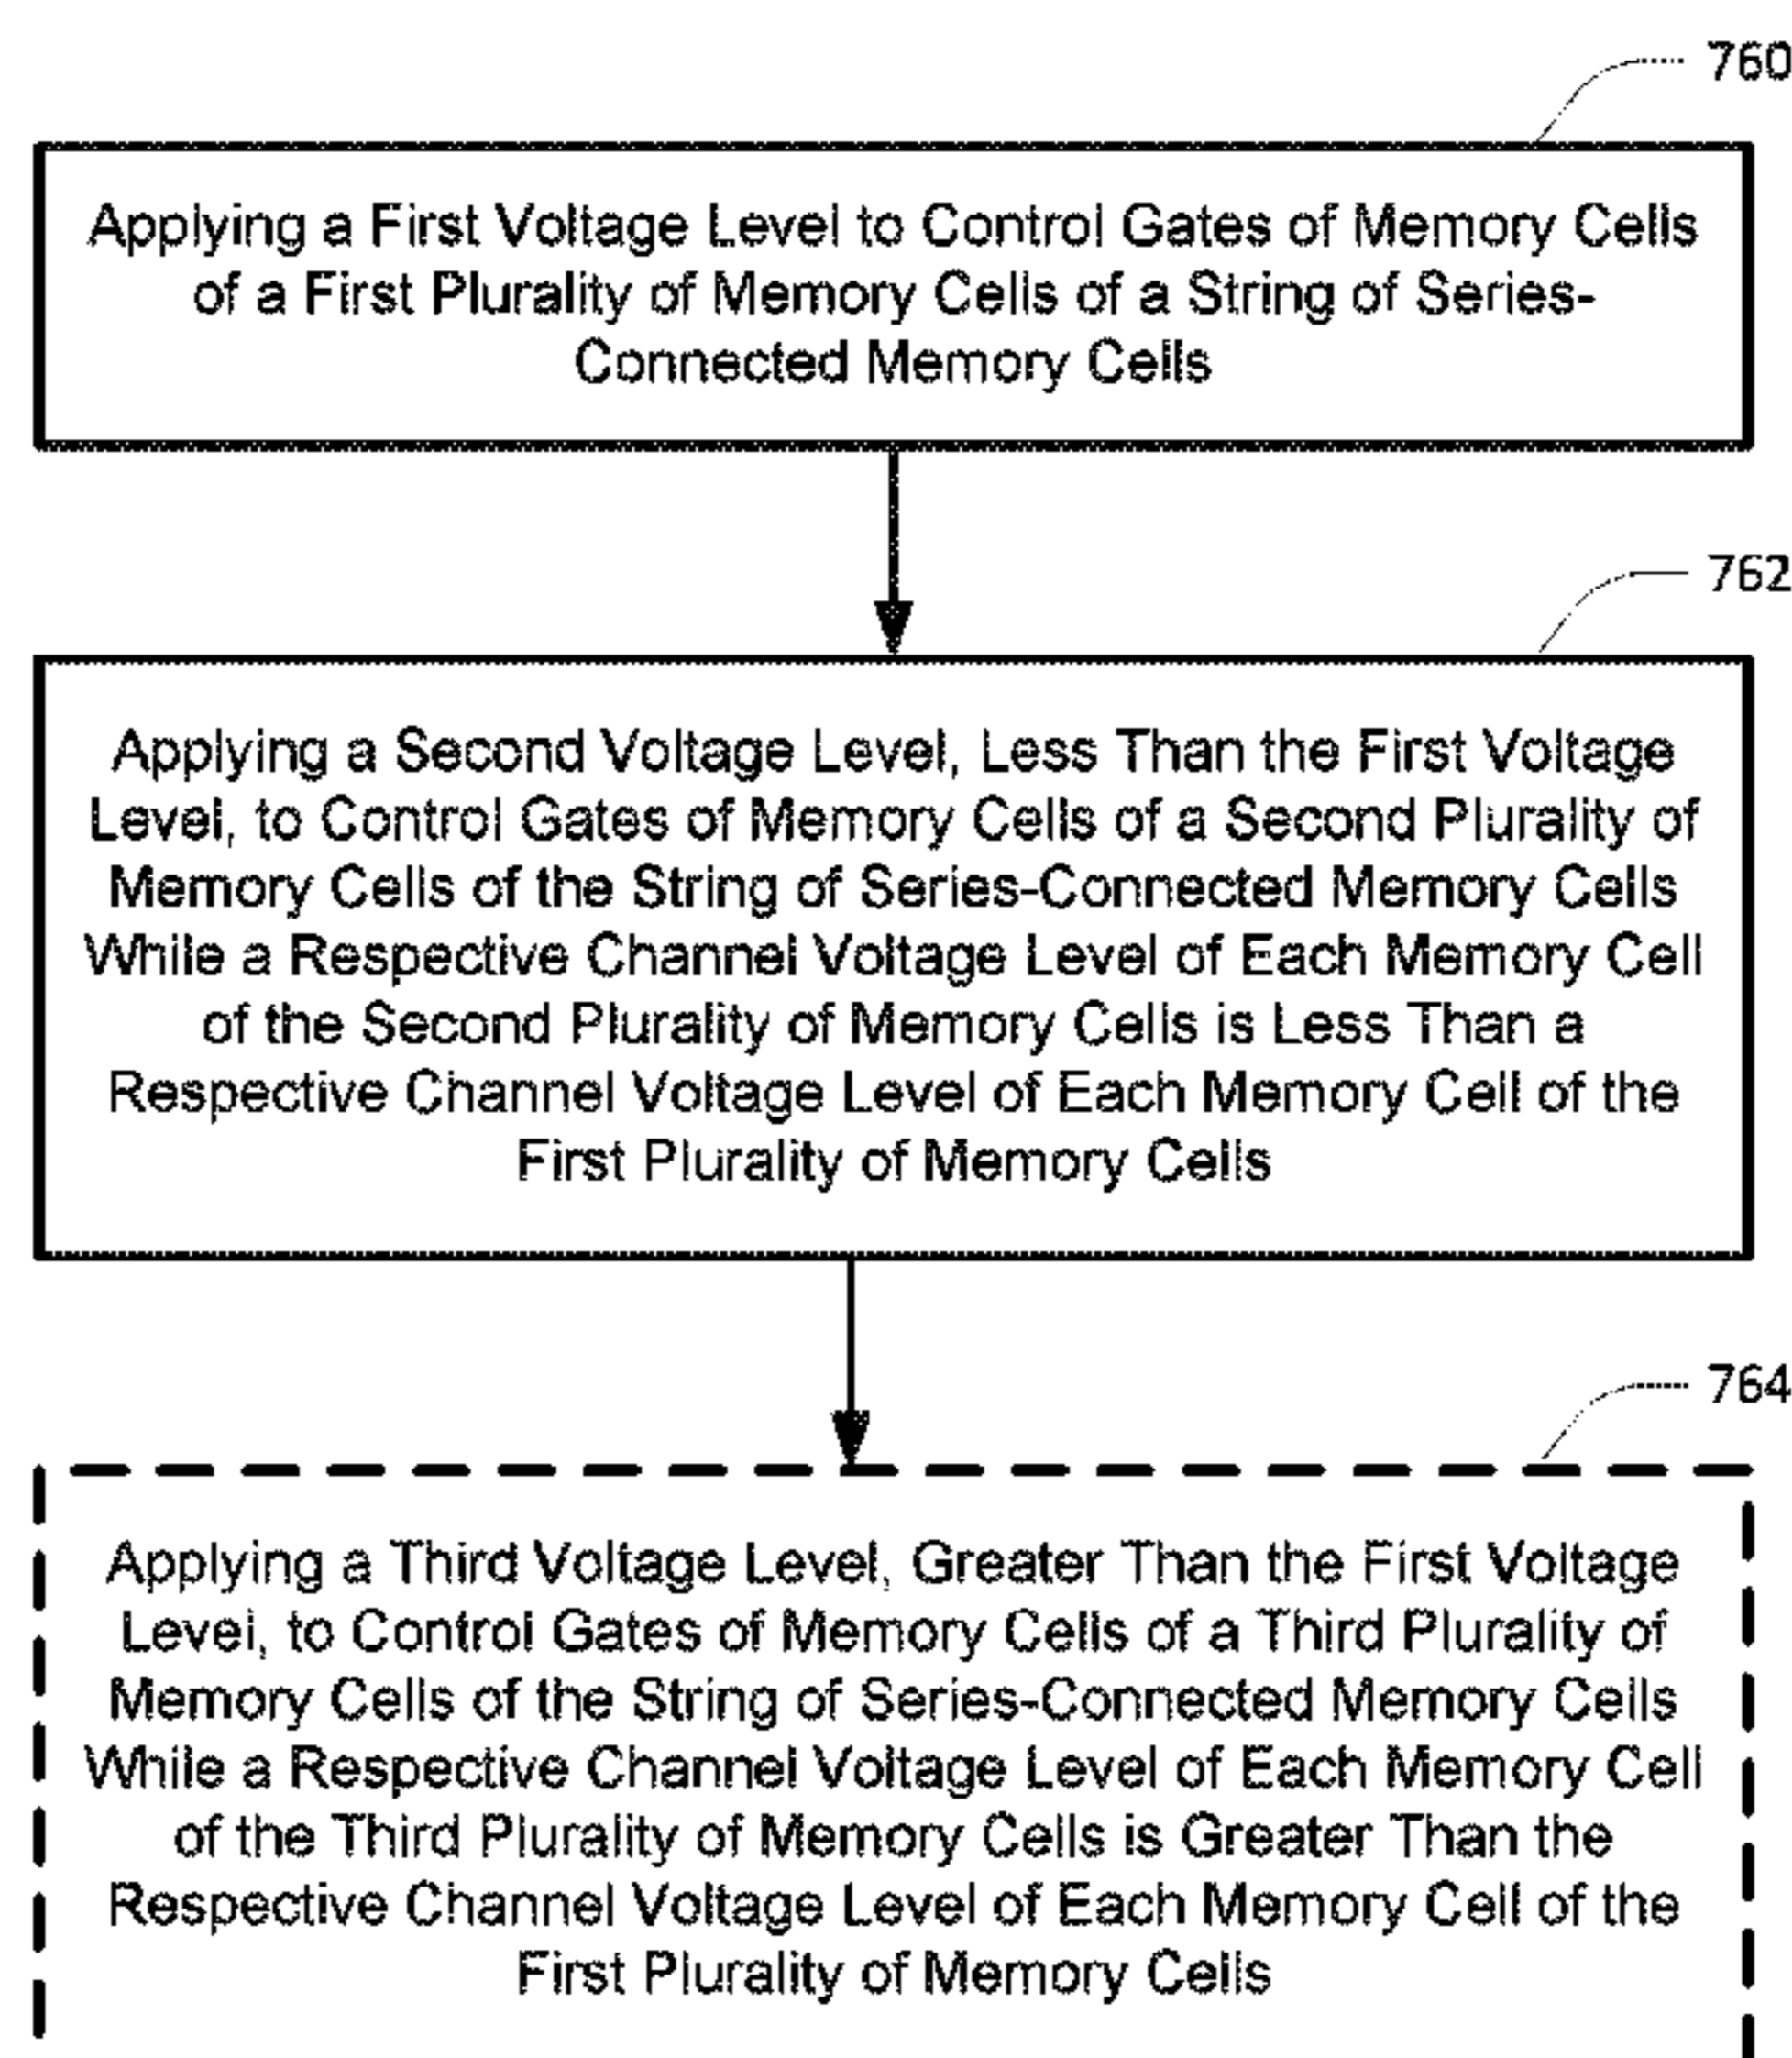 760
Applying a First Voltage Level to Control Gates of Memory Cells
of a First Plurality of Memory Cells of a String of Series-
Connected Memory Cells
762
Applying a Second Voltage Level, Less Than the First Voltage
Level, to Control Gates of Memory Cells of a Second Plurality of
Memory Cells of the String of Series-Connected Memory Cells
While a Respective Channel Voltage Level of Each Memory Cell
of the Second Plurality of Memory Cells is Less Than a
Respective Channel Voltage Level of Each Memory Cell of the
First Plurality of Memory Cells
764
Applying a Third Voltage Level, Greater Than the First Voltage
Level, to Control Gates of Memory Cells of a Third Plurality of
Memory Cells of the String of Series-Connected Memory Cells
While a Respective Channel Voltage Level of Each Memory Cell
of the Third Plurality of Memory Cells is Greater Than the
Respective Channel Voltage Level of Each Memory Cell of the
First Plurality of Memory Cells